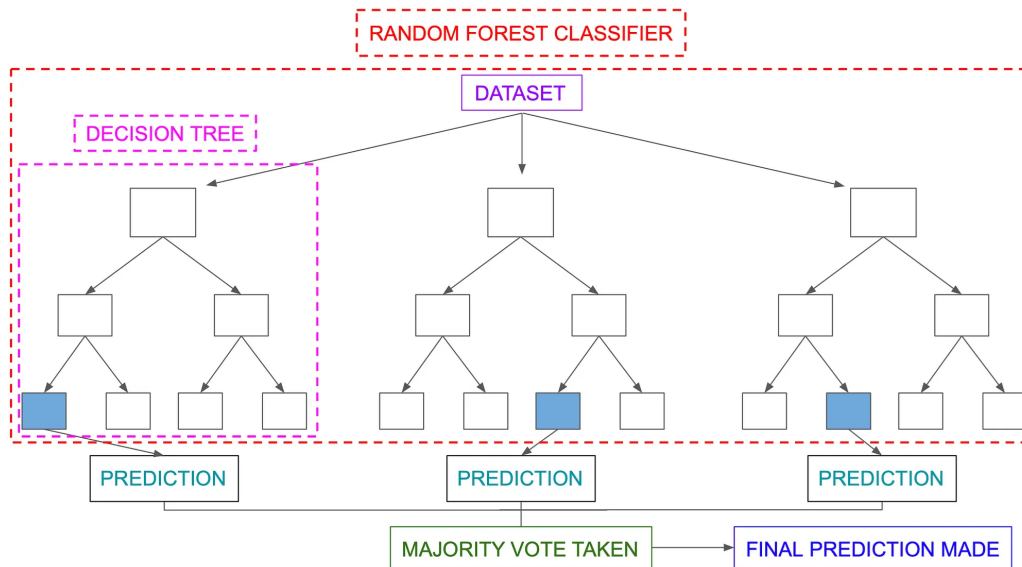 RANDOM FOREST CLASSIFIER
DATASET
DECISION TREE
PREDICTION
PREDICTION
PREDICTION
MAJORITY VOTE TAKEN
FINAL PREDICTION MADE